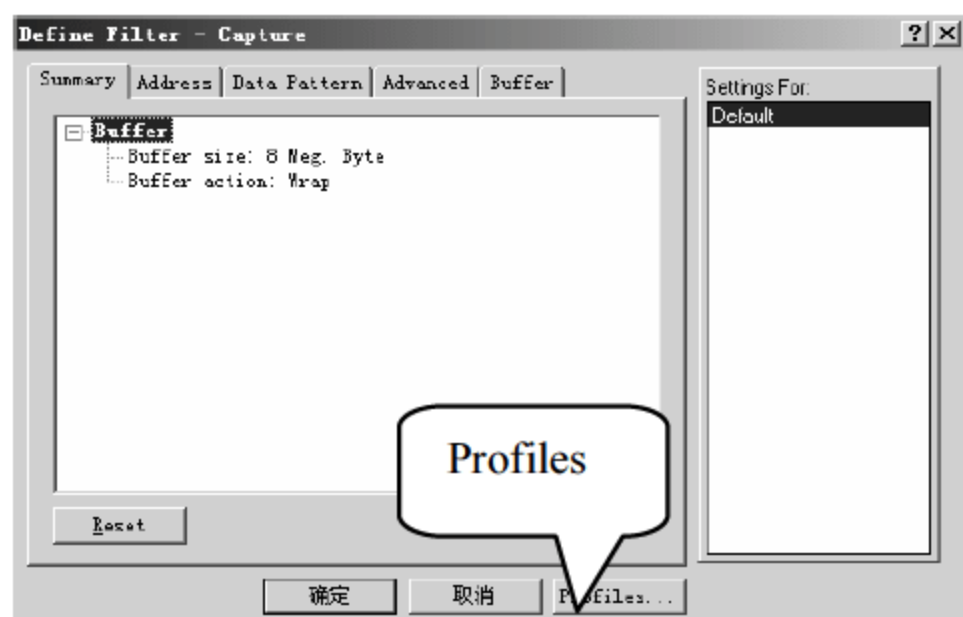 Define Filter - Capture
Summary Address Data Pattern Advanced Buffer
Settings For:
Default
Buffer
Buffer size: 8 Meg. Byte
Buffer action: Wrap
Profiles
Reset
确定 取消 Profiles...